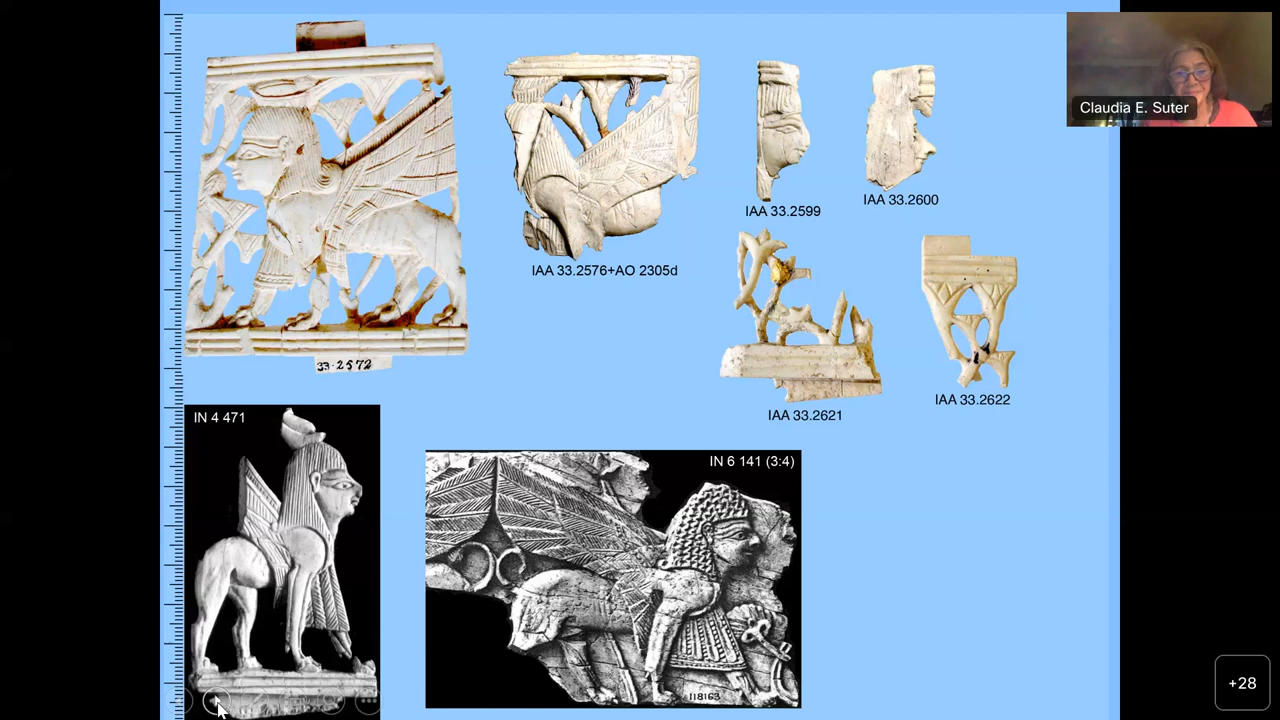 Claudia E. Suter
IAA 33.2599
IAA 33.2600
IAA 33.2576+AO 2305d
33-2572
IAA 33.2622
IAA 33.2621
IN 4 471
IN 6 141 (3:4)
118163
+28